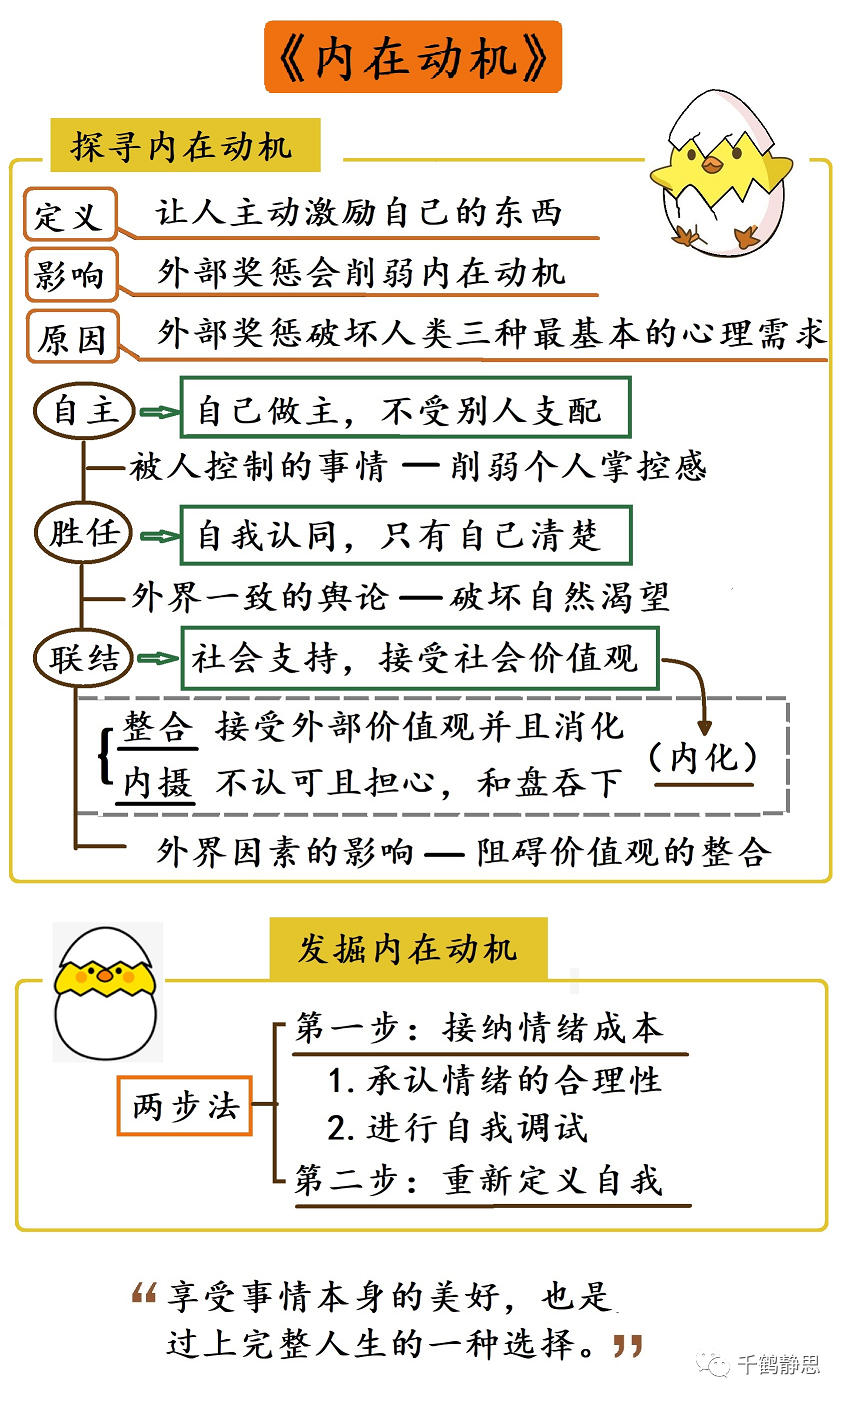 《内在动机》
探寻内在动机
定义 让人主动激励自己的东西
影响 外部奖惩会削弱内在动机
原因 外部奖惩破坏人类三种最基本的心理需求
自主 自己做主，不受别人支配
被人控制的事情 — 削弱个人掌控感
胜任 自我认同，只有自己清楚
外界一致的舆论 — 破坏自然渴望
联结 社会支持，接受社会价值观
整合 接受外部价值观并且消化
（内化）
内摄 不认可且担心，和盘吞下
外界因素的影响 — 阻碍价值观的整合
发掘内在动机
两步法
第一步：接纳情绪成本
1.承认情绪的合理性
2.进行自我调试
第二步：重新定义自我
“享受事情本身的美好，也是
过上完整人生的一种选择。”
千鹤静思